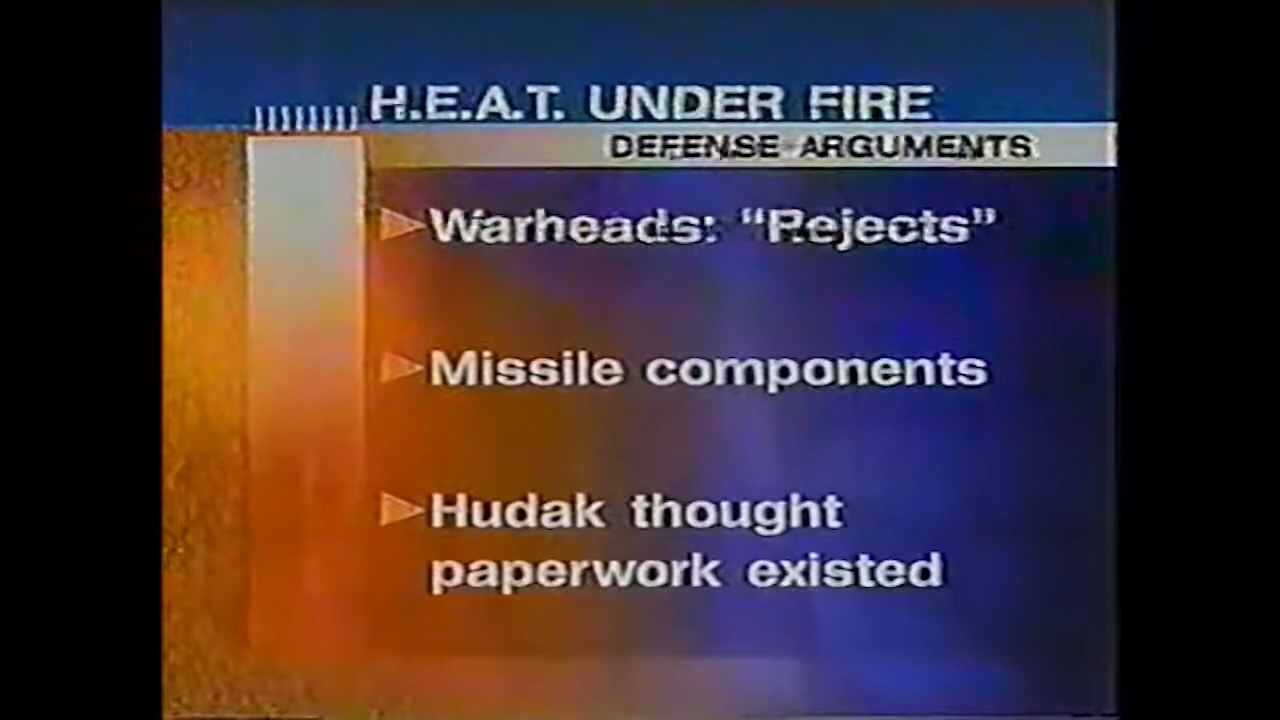 H.E.A.T. UNDER FIRE
DEFENSE ARGUMENTS
Warheads: “Rejects”
Missile components
Hudak thought
paperwork existed